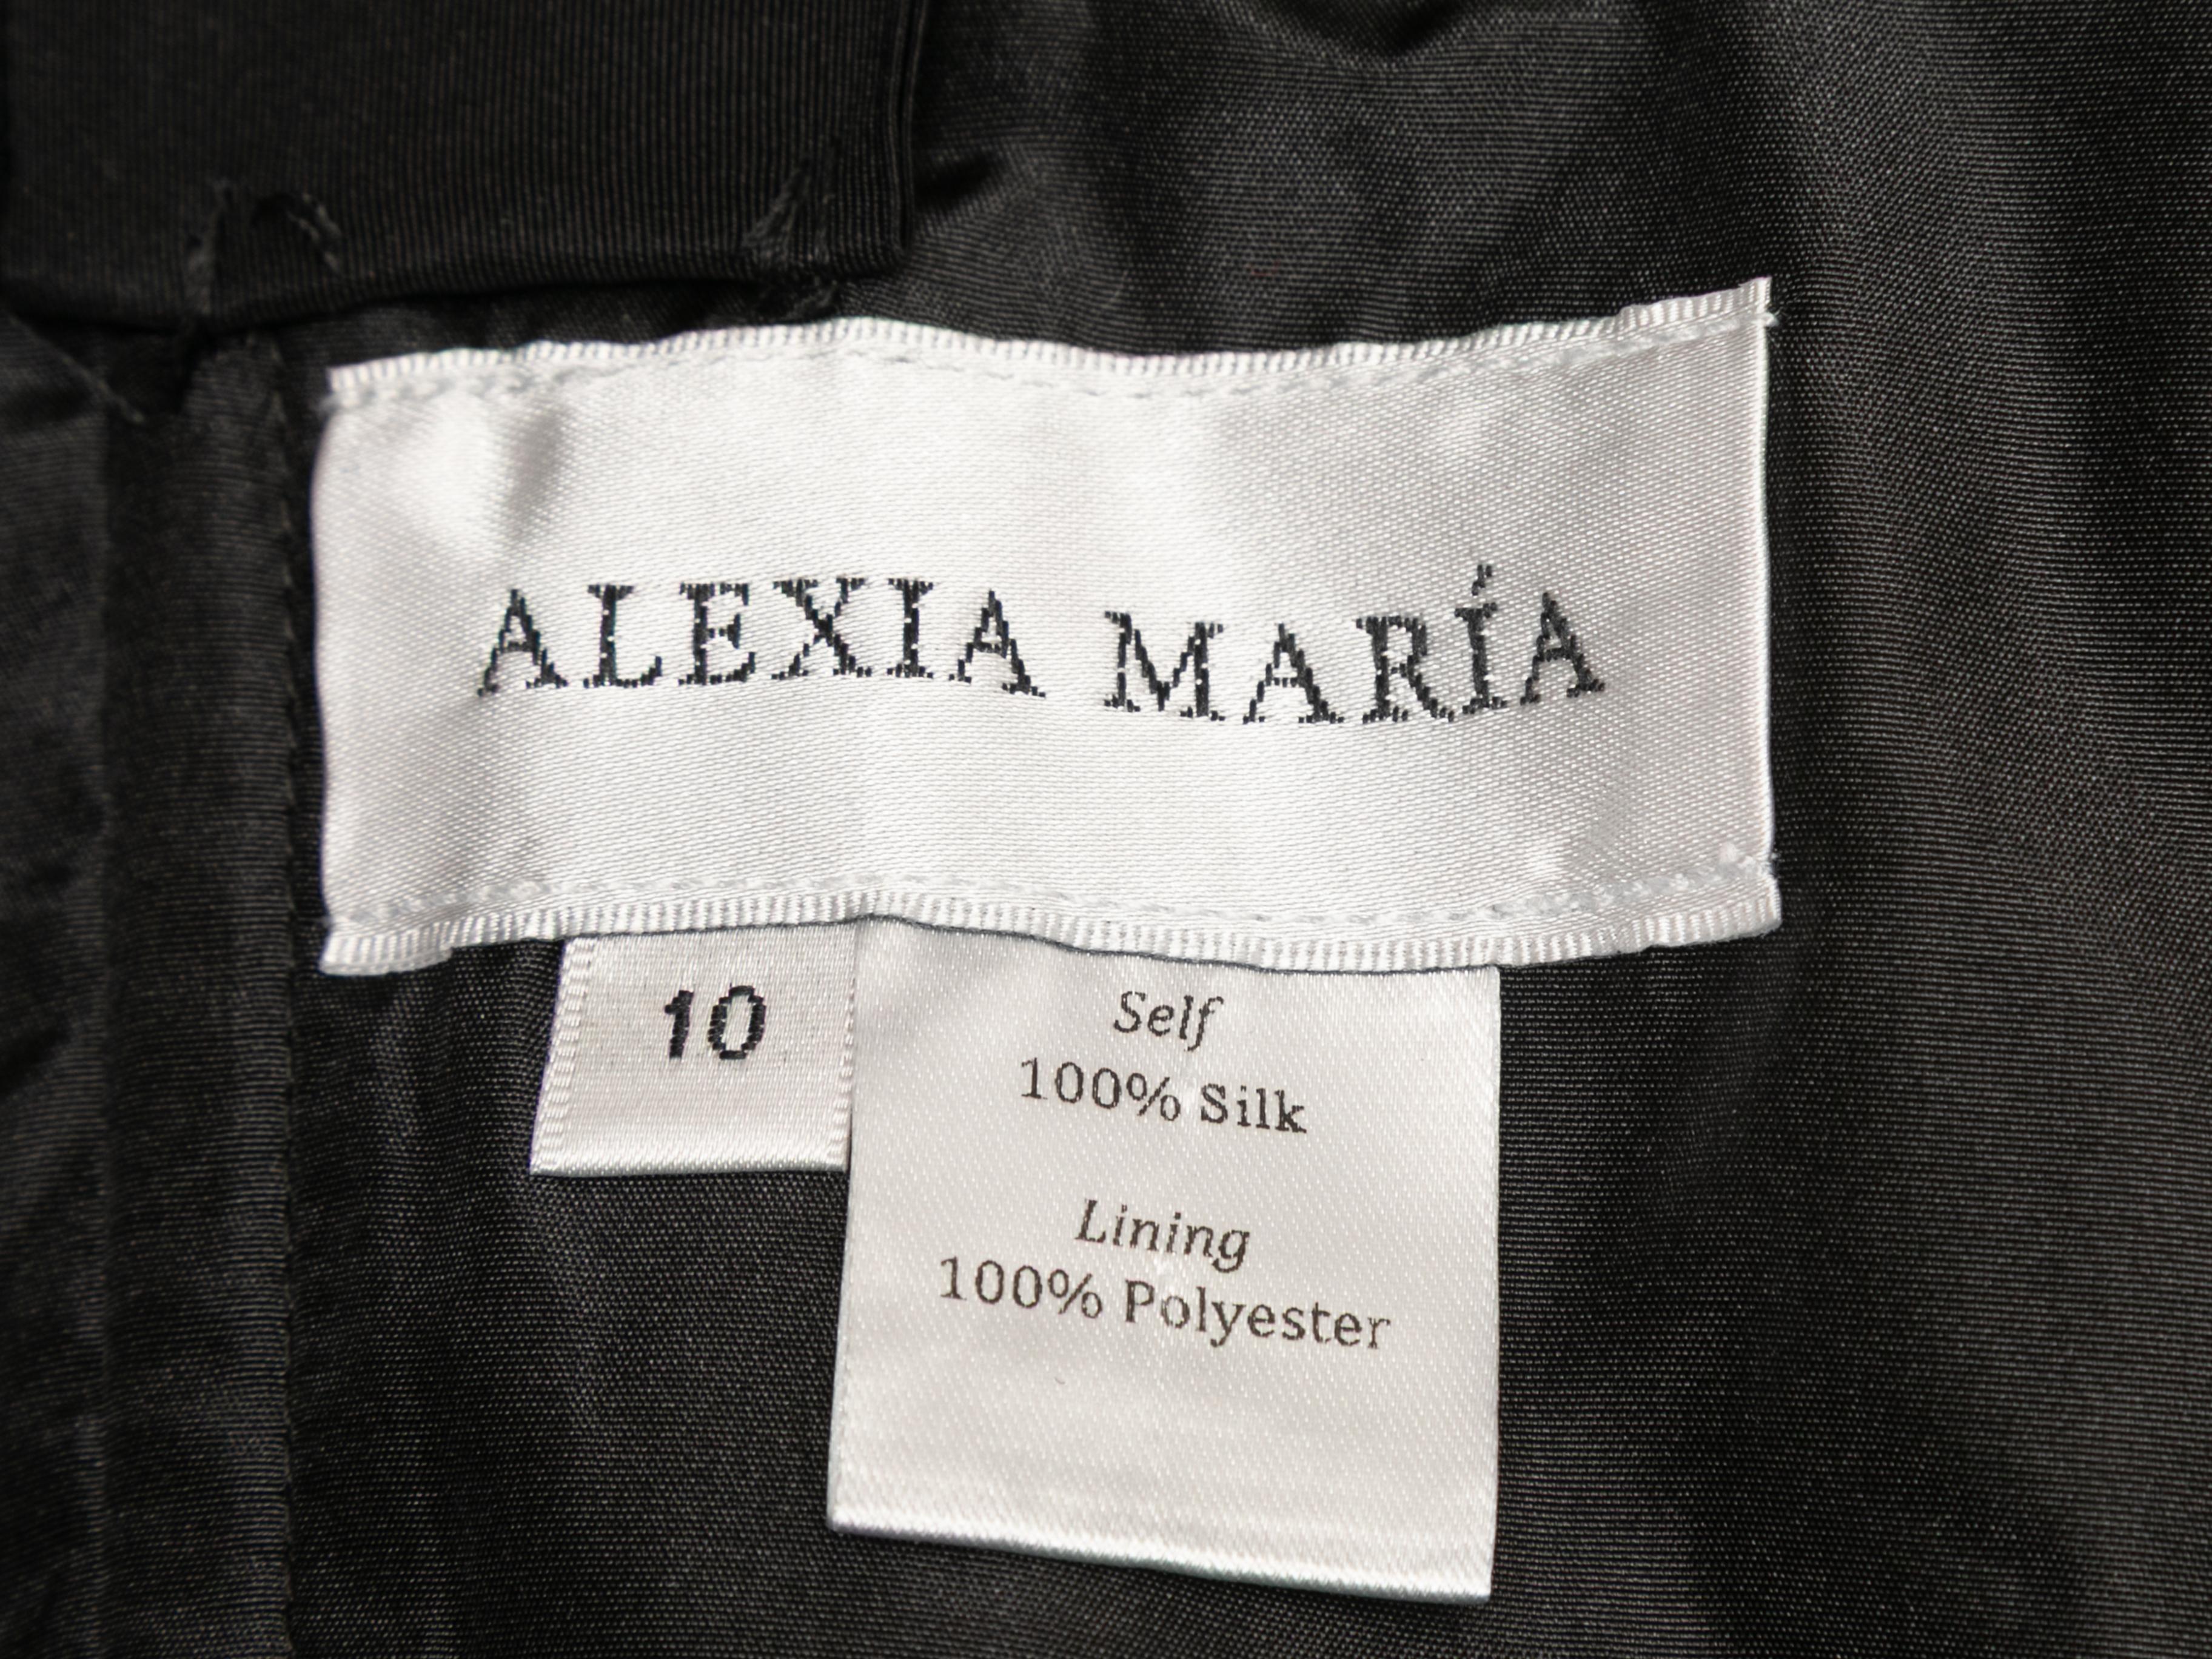 ALEXIA MARÍA
10
Self
100% Silk
Lining
100% Polyester